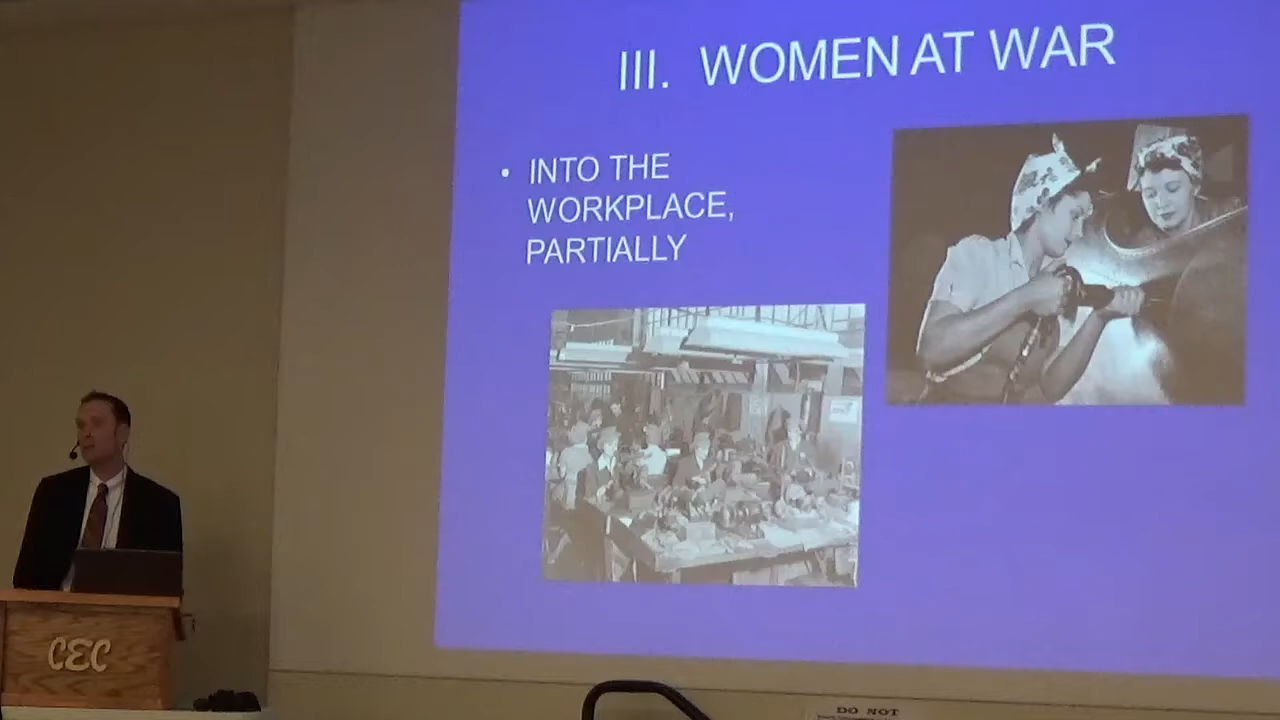 III. WOMEN AT WAR
• INTO THE
WORKPLACE,
PARTIALLY
CEC
DO NOT